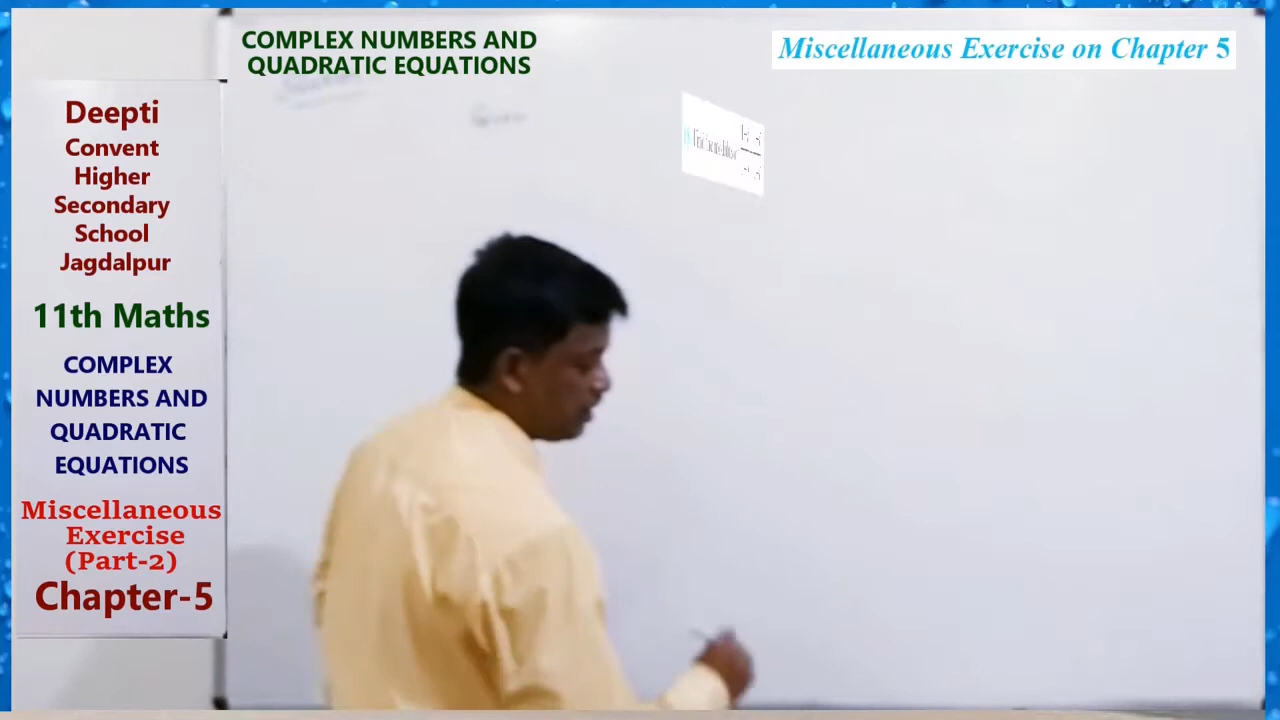 COMPLEX NUMBERS AND
QUADRATIC EQUATIONS
Miscellaneous Exercise on Chapter 5
Deepti
Convent
Higher
Secondary
School
Jagdalpur
11th Maths
COMPLEX
NUMBERS AND
QUADRATIC
EQUATIONS
Miscellaneous
Exercise
(Part-2)
Chapter-5